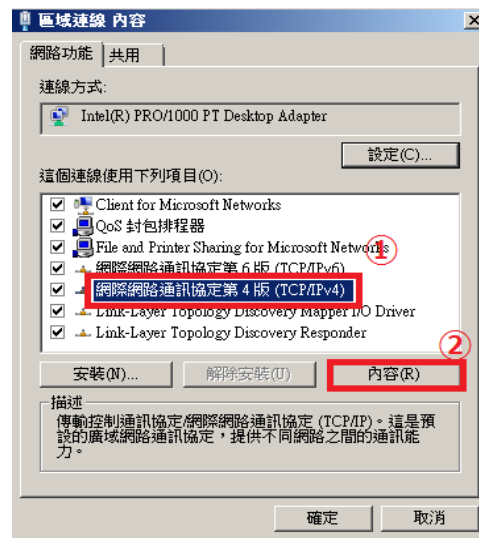 區域連線 內容
網路功能 共用
連線方式:
Intel(R) PRO/1000 PT Desktop Adapter
設定(C)...
這個連線使用下列項目(O):
Client for Microsoft Networks
QoS 封包排程器
File and Printer Sharing for Microsoft Networks
①
網際網路通訊協定第 6 版 (TCP/IPv6)
網際網路通訊協定第 4 版 (TCP/IPv4)
Link-Layer Topology Discovery Mapper I/O Driver
Link-Layer Topology Discovery Responder
②
安裝(N)... 解除安裝(U) 內容(R)
描述
傳輸控制通訊協定/網際網路通訊協定 (TCP/IP)。這是預
設的廣域網路通訊協定，提供不同網路之間的通訊能
力。
確定 取消